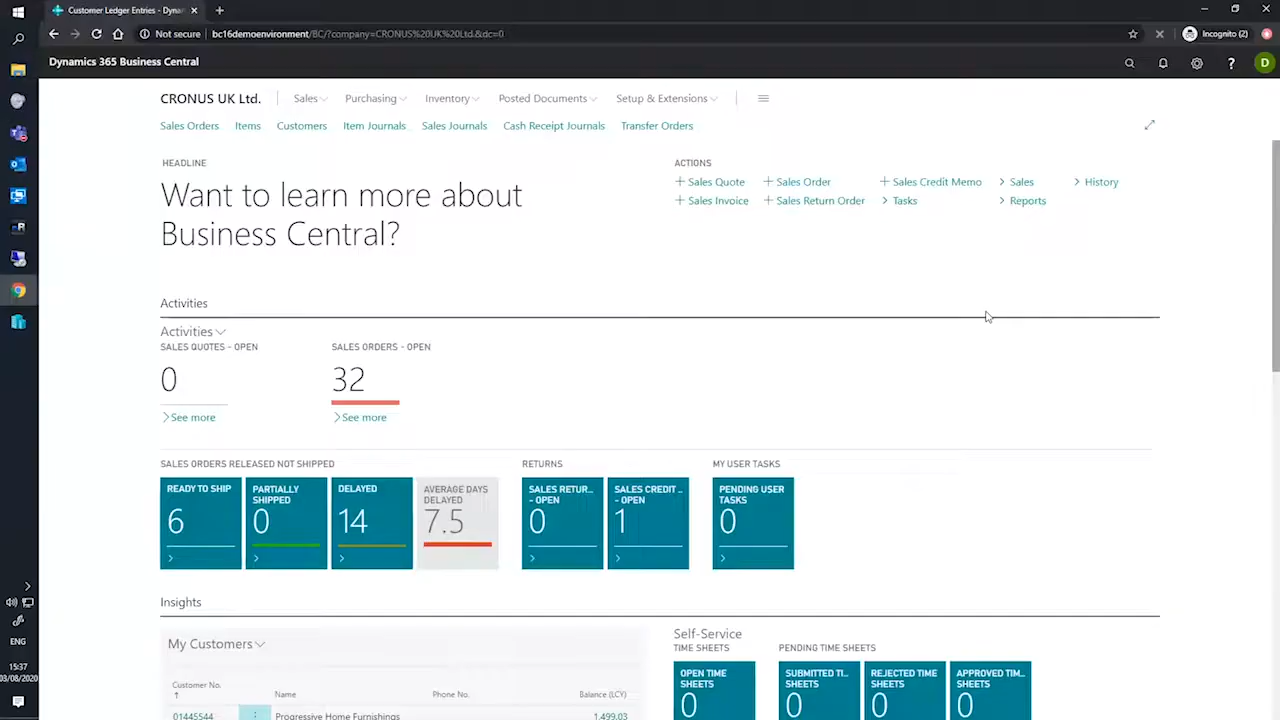 Customer Ledger Entries - Dyna
Not secure
bc16demoenvironment/BC/?company=CRONUS%20UK%20Ltd.&dc=0
Incognito (2)
Dynamics 365 Business Central
D
CRONUS UK Ltd.
Sales
Purchasing
Inventory
Posted Documents
Setup & Extensions
Sales Orders
Items
Customers
Item Journals
Sales Journals
Cash Receipt Journals
Transfer Orders
HEADLINE
Want to learn more about
Business Central?
ACTIONS
Sales Quote
Sales Order
Sales Credit Memo
Sales
History
Sales Invoice
Sales Return Order
Tasks
Reports
Activities
Activities
SALES QUOTES - OPEN
0
See more
SALES ORDERS - OPEN
32
See more
SALES ORDERS RELEASED NOT SHIPPED
READY TO SHIP
6
PARTIALLY
SHIPPED
0
DELAYED
14
AVERAGE DAYS
DELAYED
7.5
RETURNS
SALES RETUR...
- OPEN
0
SALES CREDIT ...
- OPEN
1
MY USER TASKS
PENDING USER
TASKS
0
Insights
My Customers
Customer No.
Name
Phone No.
Balance (LCY)
01445544
Progressive Home Furnishings
1,499.03
Self-Service
TIME SHEETS
OPEN TIME
SHEETS
0
PENDING TIME SHEETS
SUBMITTED TI...
SHEETS
0
REJECTED TIME
SHEETS
0
APPROVED TIM...
SHEETS
0
ENG
15:37
03/08/2020